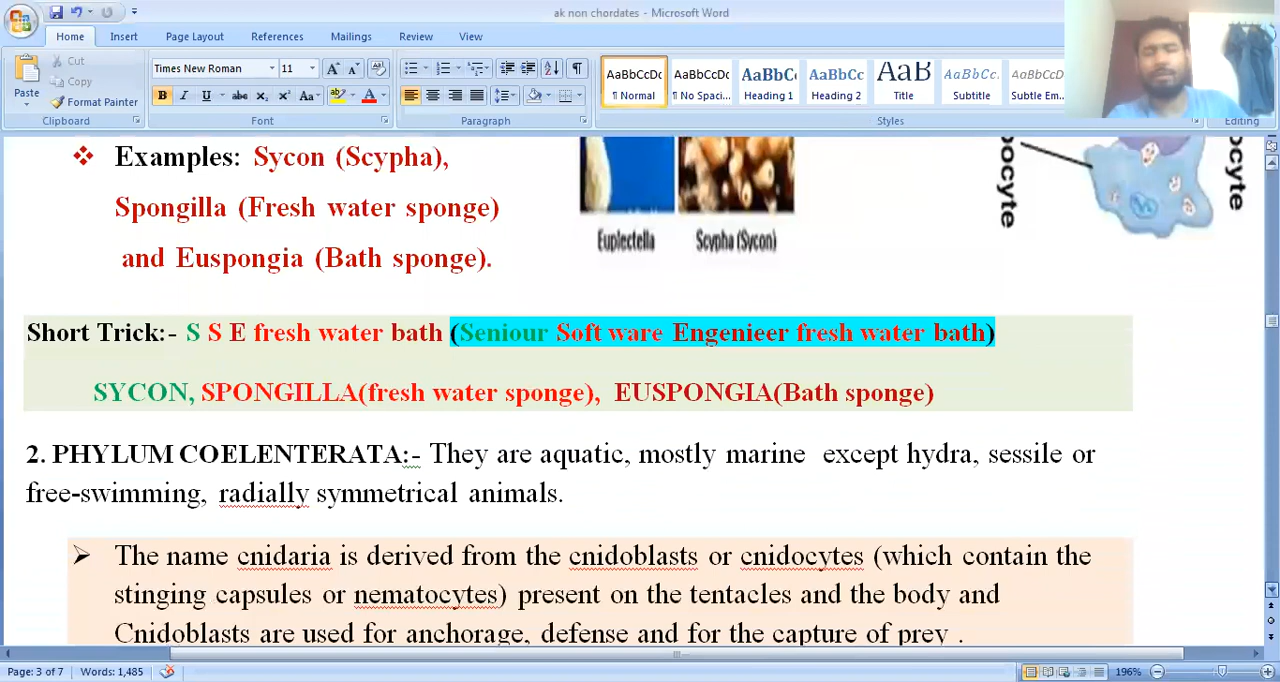 ak non chordates - Microsoft Word
Home Insert Page Layout References Mailings Review View
Cut
Copy
Format Painter
Paste
Clipboard
Times New Roman 11
Font
Paragraph
AaBbCcDc AaBbCcDc AaBbC AaBbCc AaB AaBbCc. AaBbCcDc
¶ Normal ¶ No Spaci... Heading 1 Heading 2 Title Subtitle Subtle Em...
Styles
Editing
❖ Examples: Sycon (Scypha),
Spongilla (Fresh water sponge)
and Euspongia (Bath sponge).
Euplectella Scypha (Sycon)
ocyte
Short Trick:- S S E fresh water bath (Seniour Soft ware Engenieer fresh water bath)
SYCON, SPONGILLA(fresh water sponge), EUSPONGIA(Bath sponge)
2. PHYLUM COELENTERATA:- They are aquatic, mostly marine except hydra, sessile or
free-swimming, radially symmetrical animals.
➢ The name cnidaria is derived from the cnidoblasts or cnidocytes (which contain the
stinging capsules or nematocytes) present on the tentacles and the body and
Cnidoblasts are used for anchorage, defense and for the capture of prey .
Page: 3 of 7 Words: 1,485 196%